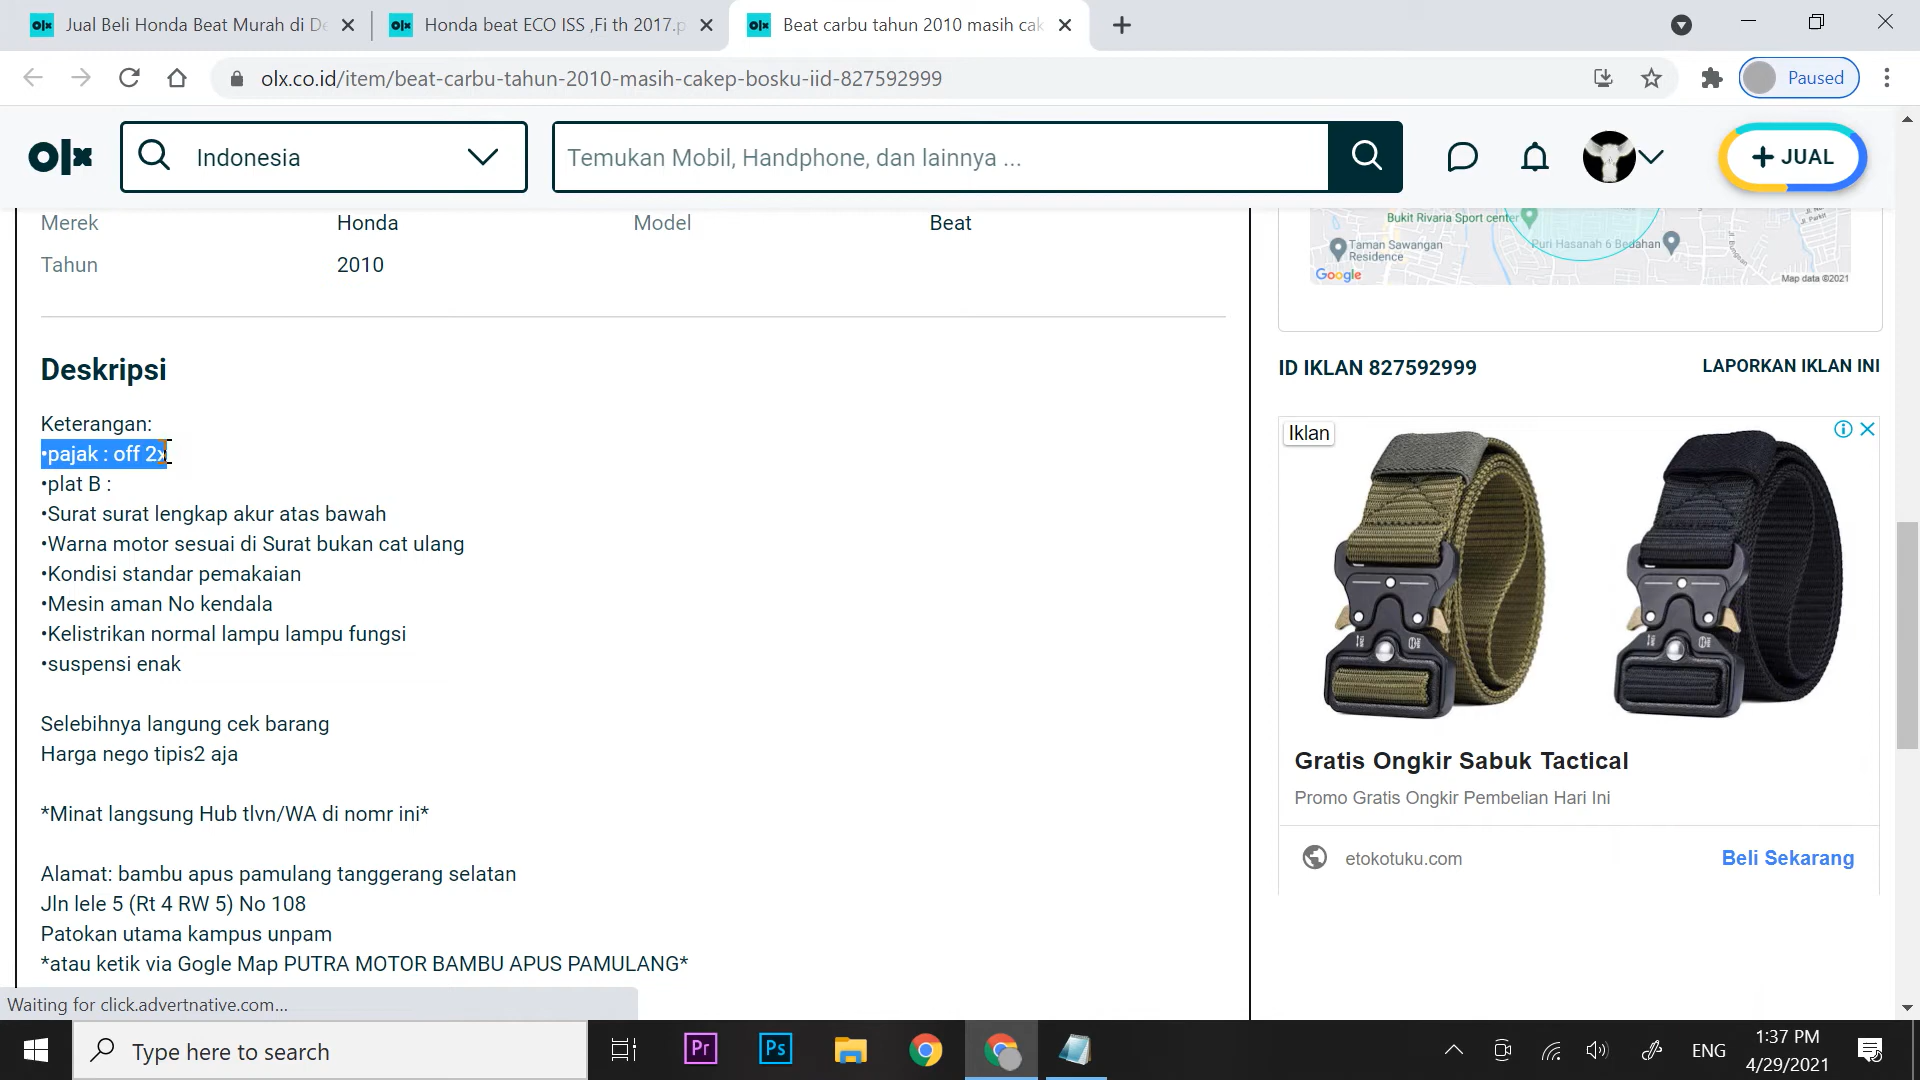 Jual Beli Honda Beat Murah di De
Honda beat ECO ISS ,Fi th 2017.p
Beat carbu tahun 2010 masih cak
olx.co.id/item/beat-carbu-tahun-2010-masih-cakep-bosku-iid-827592999
Paused
olx
Indonesia
Temukan Mobil, Handphone, dan lainnya ...
+ JUAL
Merek Honda Model Beat
Tahun 2010
Deskripsi
Keterangan:
•pajak : off 2x
•plat B :
•Surat surat lengkap akur atas bawah
•Warna motor sesuai di Surat bukan cat ulang
•Kondisi standar pemakaian
•Mesin aman No kendala
•Kelistrikan normal lampu lampu fungsi
•suspensi enak
Selebihnya langung cek barang
Harga nego tipis2 aja
*Minat langsung Hub tlvn/WA di nomr ini*
Alamat: bambu apus pamulang tanggerang selatan
Jln lele 5 (Rt 4 RW 5) No 108
Patokan utama kampus unpam
*atau ketik via Gogle Map PUTRA MOTOR BAMBU APUS PAMULANG*
Bukit Rivaria Sport center
Taman Sawangan
Residence
Puri Hasanah 6 Bedahan
Google
Map data ©2021
ID IKLAN 827592999
LAPORKAN IKLAN INI
Iklan
Gratis Ongkir Sabuk Tactical
Promo Gratis Ongkir Pembelian Hari Ini
etokotuku.com
Beli Sekarang
Waiting for click.advertnative.com...
Type here to search
Pr
Ps
ENG
1:37 PM
4/29/2021